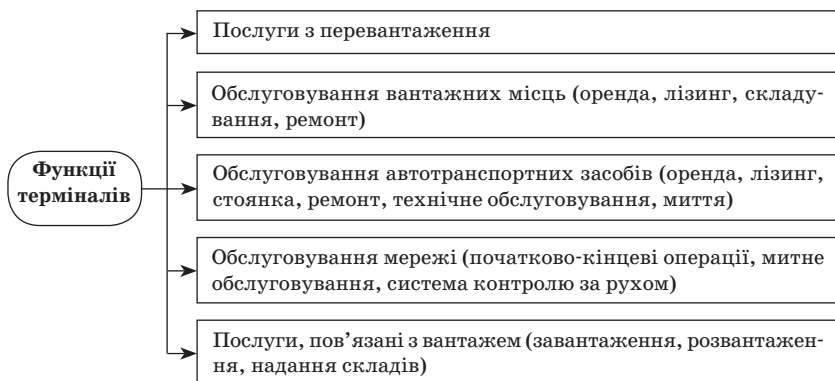 Послуги з перевантаження
Обслуговування вантажних місць (оренда, лізинг, складу-
вання, ремонт)
Функції
терміналів
Обслуговування автотранспортних засобів (оренда, лізинг,
стоянка, ремонт, технічне обслуговування, миття)
Обслуговування мережі (початково-кінцеві операції, митне
обслуговування, система контролю за рухом)
Послуги, пов’язані з вантажем (завантаження, розвантажен-
ня, надання складів)